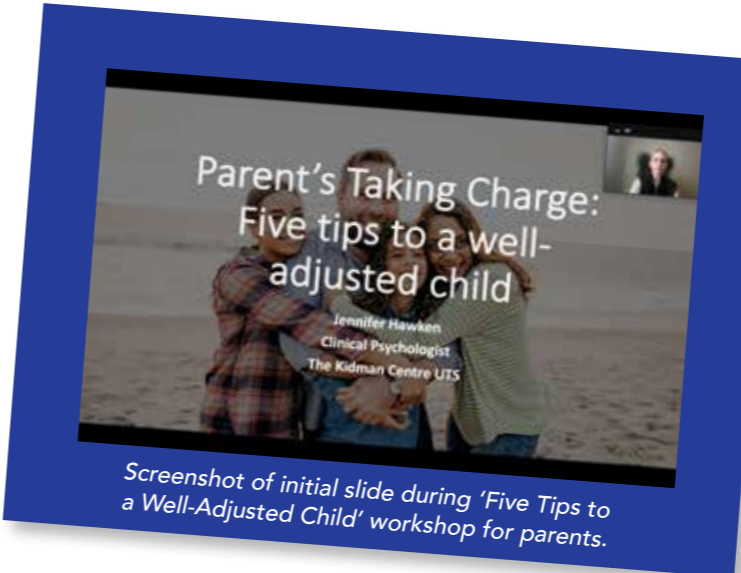 Parent's Taking Charge:
Five tips to a well-
adjusted child
Jennifer Hawken
Clinical Psychologist
The Kidman Centre UTS
Screenshot of initial slide during 'Five Tips to
a Well-Adjusted Child' workshop for parents.